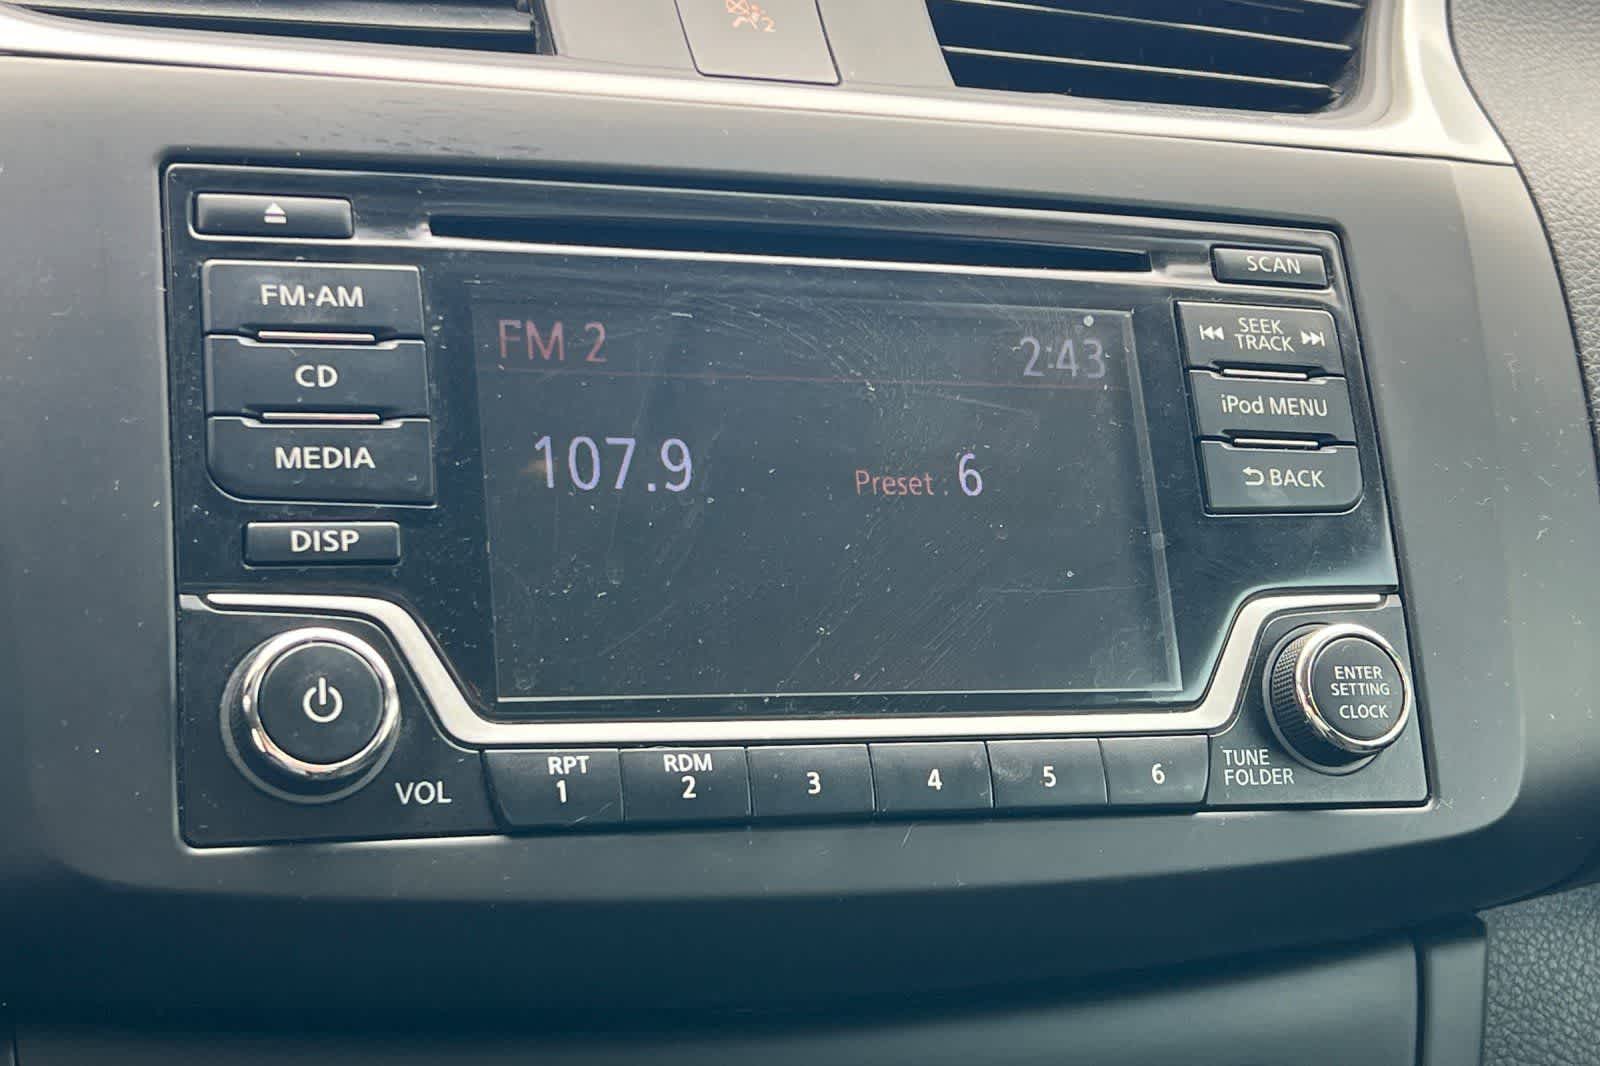 2
SCAN
FM·AM
SEEK
TRACK
FM 2
2:43
CD
iPod MENU
MEDIA
107.9
Preset : 6
BACK
DISP
ENTER
SETTING
CLOCK
VOL
RPT
1
RDM
2
3
4
5
6
TUNE
FOLDER